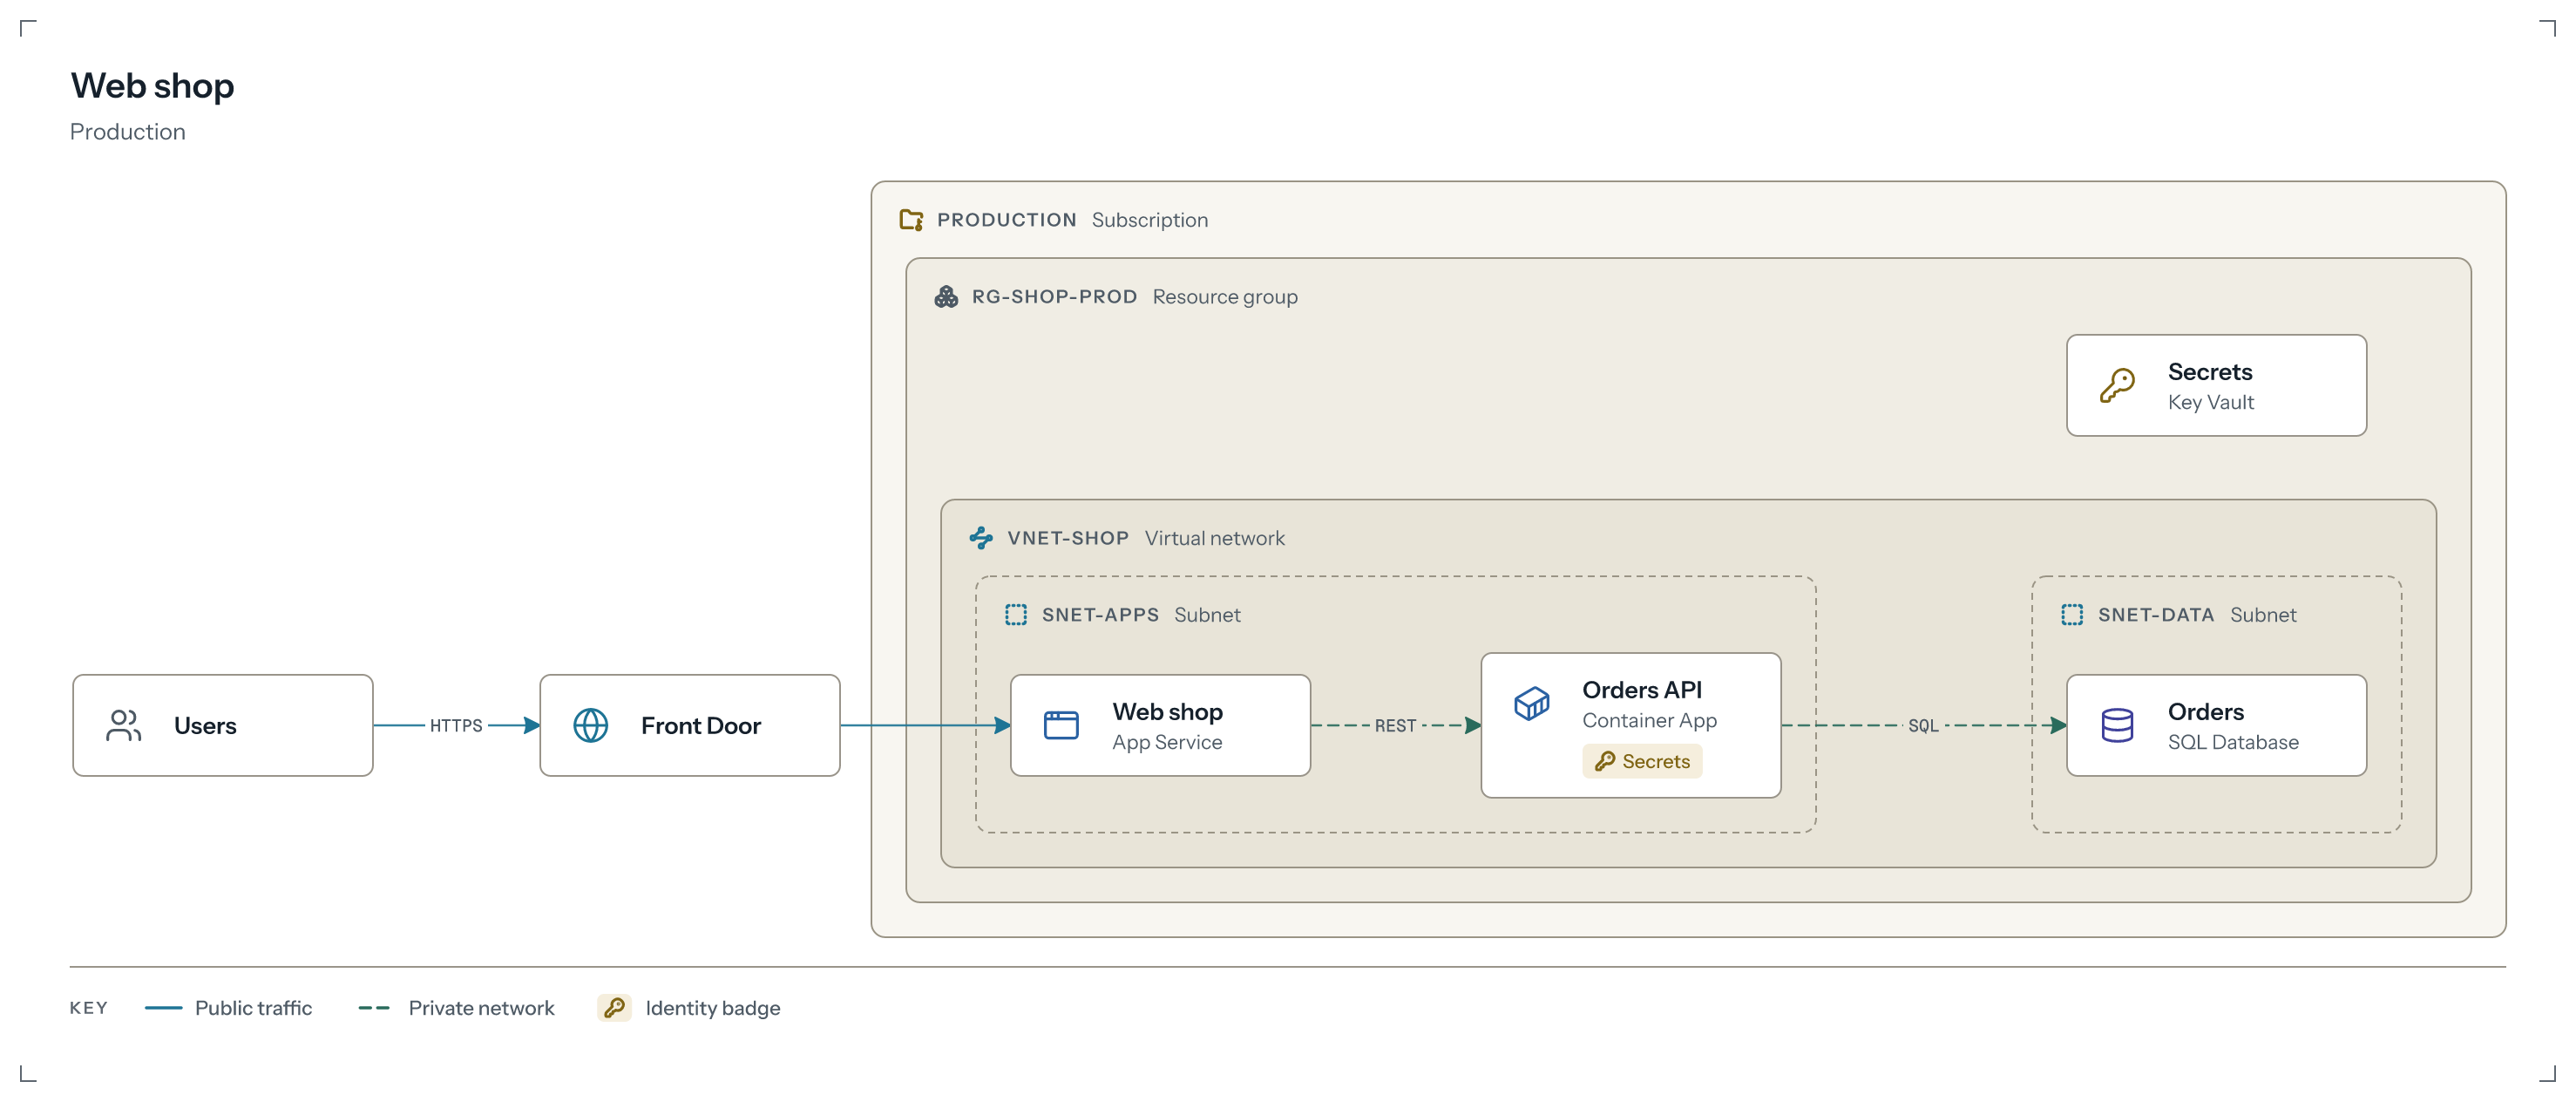 Web shop
Production
PRODUCTION Subscription
RG-SHOP-PROD Resource group
Secrets
Key Vault
VNET-SHOP Virtual network
SNET-APPS Subnet
SNET-DATA Subnet
Users
HTTPS
Front Door
Web shop
App Service
REST
Orders API
Container App
Secrets
SQL
Orders
SQL Database
KEY Public traffic Private network Identity badge